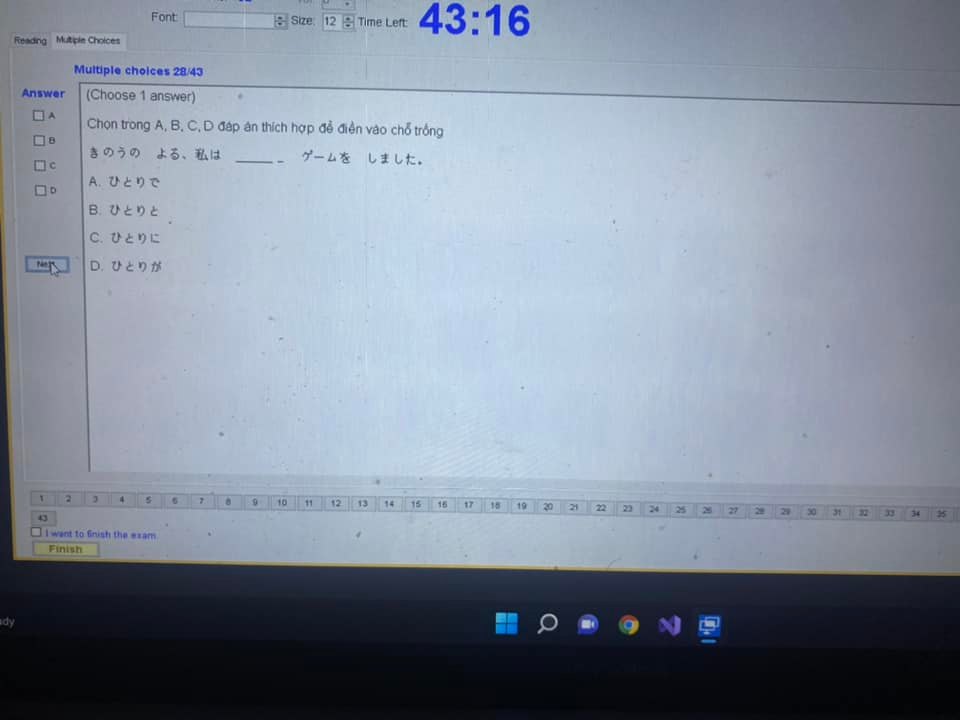 Font: Size: 12 Time Left: 43:16
Reading Multiple Choices
Multiple choices 28/43
Answer
(Choose 1 answer)
A
B
C
D
Chọn trong A, B, C, D đáp án thích hợp để điền vào chỗ trống
きのうの よる、私は _____ _ ゲームを しました。
A. ひとりで
B. ひとりと
C. ひとりに
D. ひとりが
1 2 3 4 5 6 7 8 9 10 11 12 13 14 15 16 17 18 19 20 21 22 23 24 25 26 27 28 29 30 31 32 33 34 35
43
I want to finish the exam.
Finish